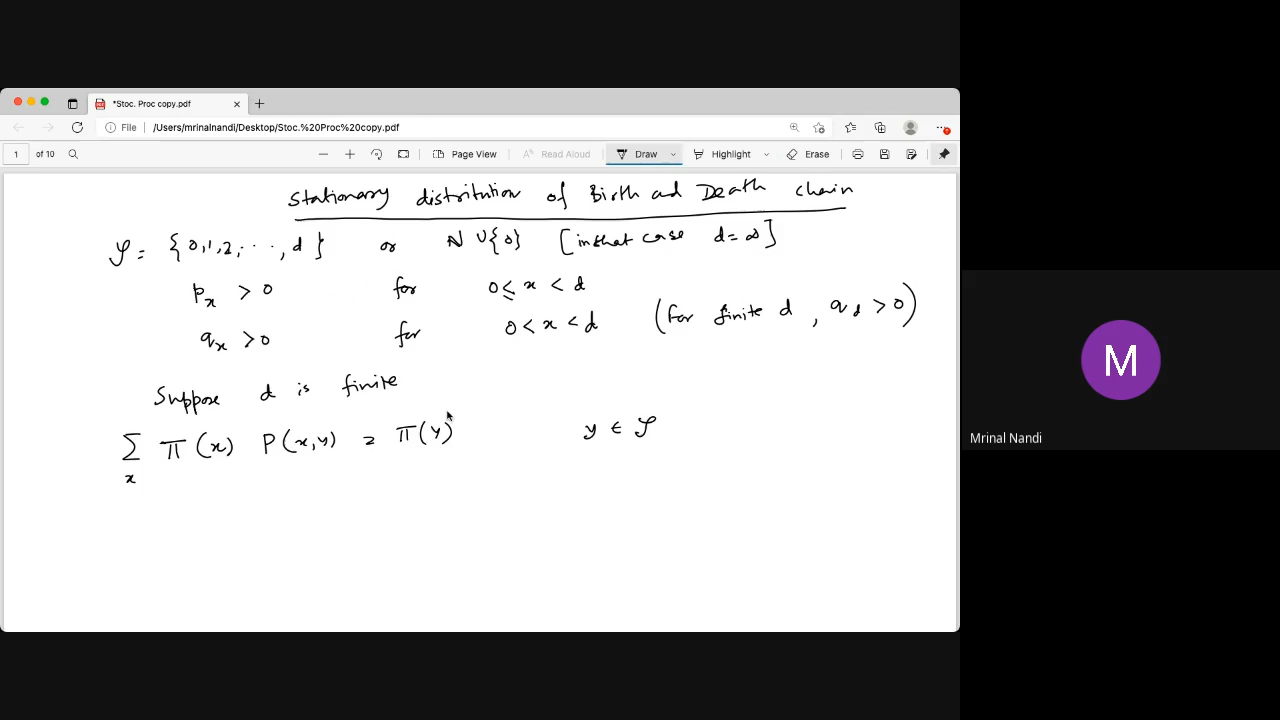 *Stoc. Proc copy.pdf
File /Users/mrinalnandi/Desktop/Stoc.%20Proc%20copy.pdf
1 of 10 Page View Read Aloud Draw Highlight Erase
Stationary distribution of Birth and Death chain
𝒮 = {0,1,2,..., d} or ℕ ∪ {0} [in that case d = ∞]
p_x > 0 for 0 ≤ x < d
q_x > 0 for 0 < x < d (for finite d, q_d > 0)
Suppose d is finite
∑_x π(x) P(x,y) = π(y) y ∈ 𝒮
M
Mrinal Nandi